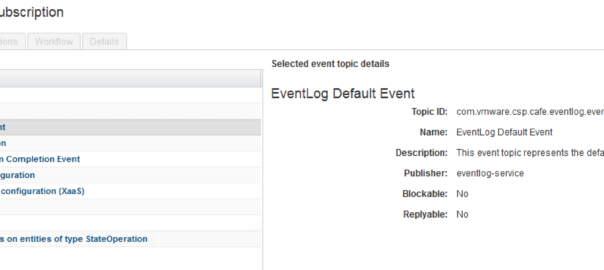 ubscription
ions Workflow Details
Selected event topic details
EventLog Default Event
Topic ID: com.vmware.csp.cafe.eventlog.ever
Name: EventLog Default Event
Description: This event topic represents the defa
Publisher: eventlog-service
Blockable: No
Replyable: No
nt
on
n Completion Event
guration
configuration (XaaS)
s on entities of type StateOperation